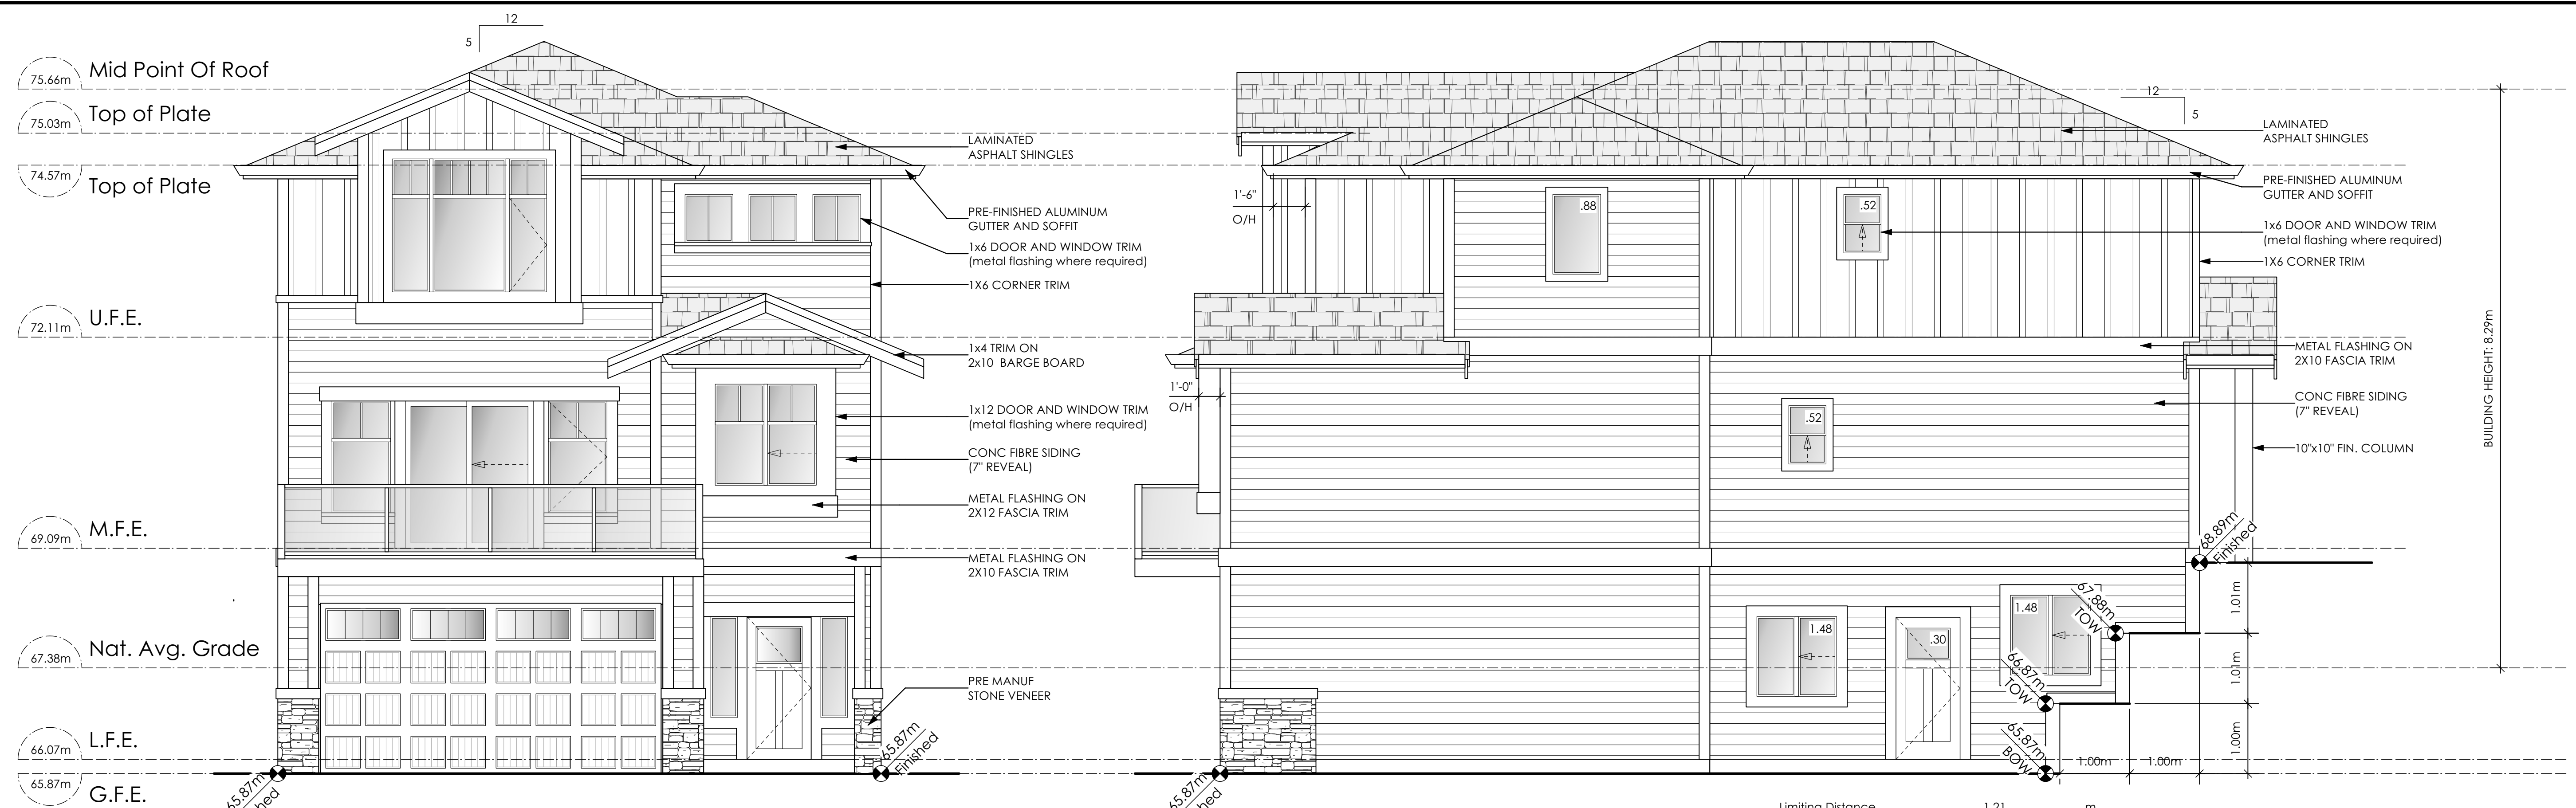 12
5
75.66m
Mid Point Of Roof
75.03m
Top of Plate
74.57m
Top of Plate
72.11m
U.F.E.
69.09m
M.F.E.
67.38m
Nat. Avg. Grade
66.07m
L.F.E.
65.87m
G.F.E.
LAMINATED
ASPHALT SHINGLES
PRE-FINISHED ALUMINUM
GUTTER AND SOFFIT
1x6 DOOR AND WINDOW TRIM
(metal flashing where required)
1X6 CORNER TRIM
1x4 TRIM ON
2x10 BARGE BOARD
1x12 DOOR AND WINDOW TRIM
(metal flashing where required)
CONC FIBRE SIDING
(7" REVEAL)
METAL FLASHING ON
2X12 FASCIA TRIM
METAL FLASHING ON
2X10 FASCIA TRIM
PRE MANUF
STONE VENEER
65.87m
Finished
65.87m
1'-6"
O/H
1'-0"
O/H
.88
.52
.52
1.48
.30
1.48
12
5
LAMINATED
ASPHALT SHINGLES
PRE-FINISHED ALUMINUM
GUTTER AND SOFFIT
1x6 DOOR AND WINDOW TRIM
(metal flashing where required)
1X6 CORNER TRIM
METAL FLASHING ON
2X10 FASCIA TRIM
CONC FIBRE SIDING
(7" REVEAL)
10"x10" FIN. COLUMN
BUILDING HEIGHT: 8.29m
68.89m
Finished
67.88m
TOW
66.87m
TOW
65.87m
BOW
1.01m
1.01m
1.00m
1.00m
1.00m
65.87m
Limiting Distance 1.21 m